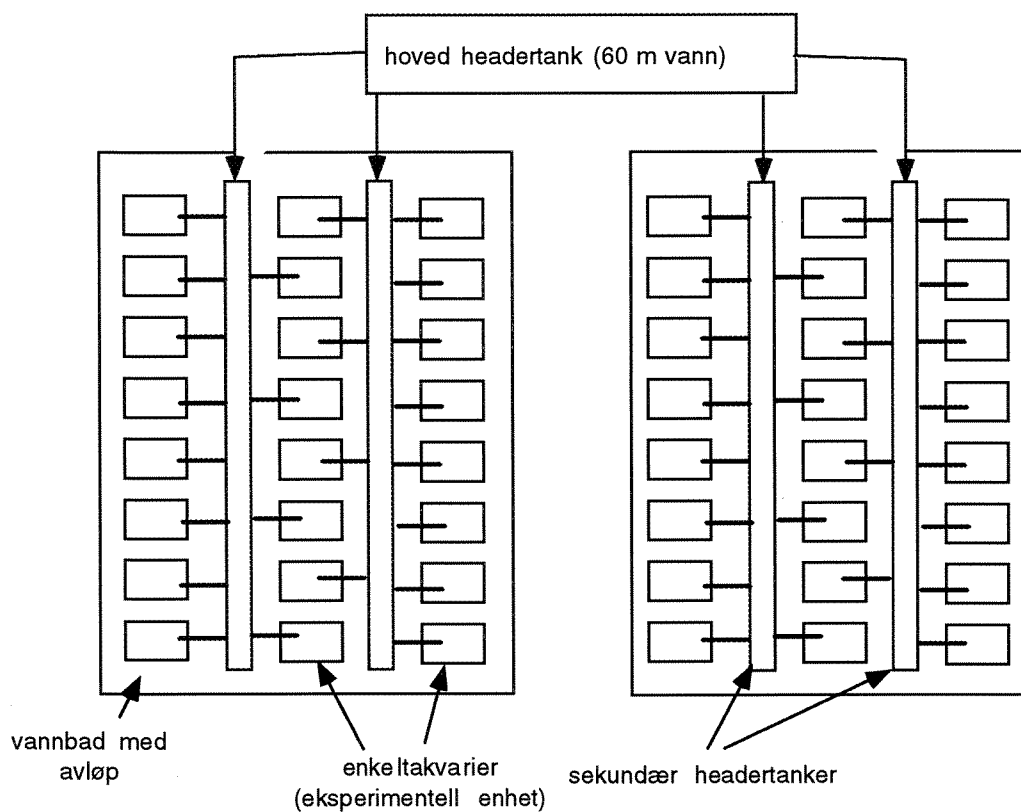 hoved headertank (60 m vann)
vannbad med
avløp
enkeltakvarier
(eksperimentell enhet)
sekundær headertanker